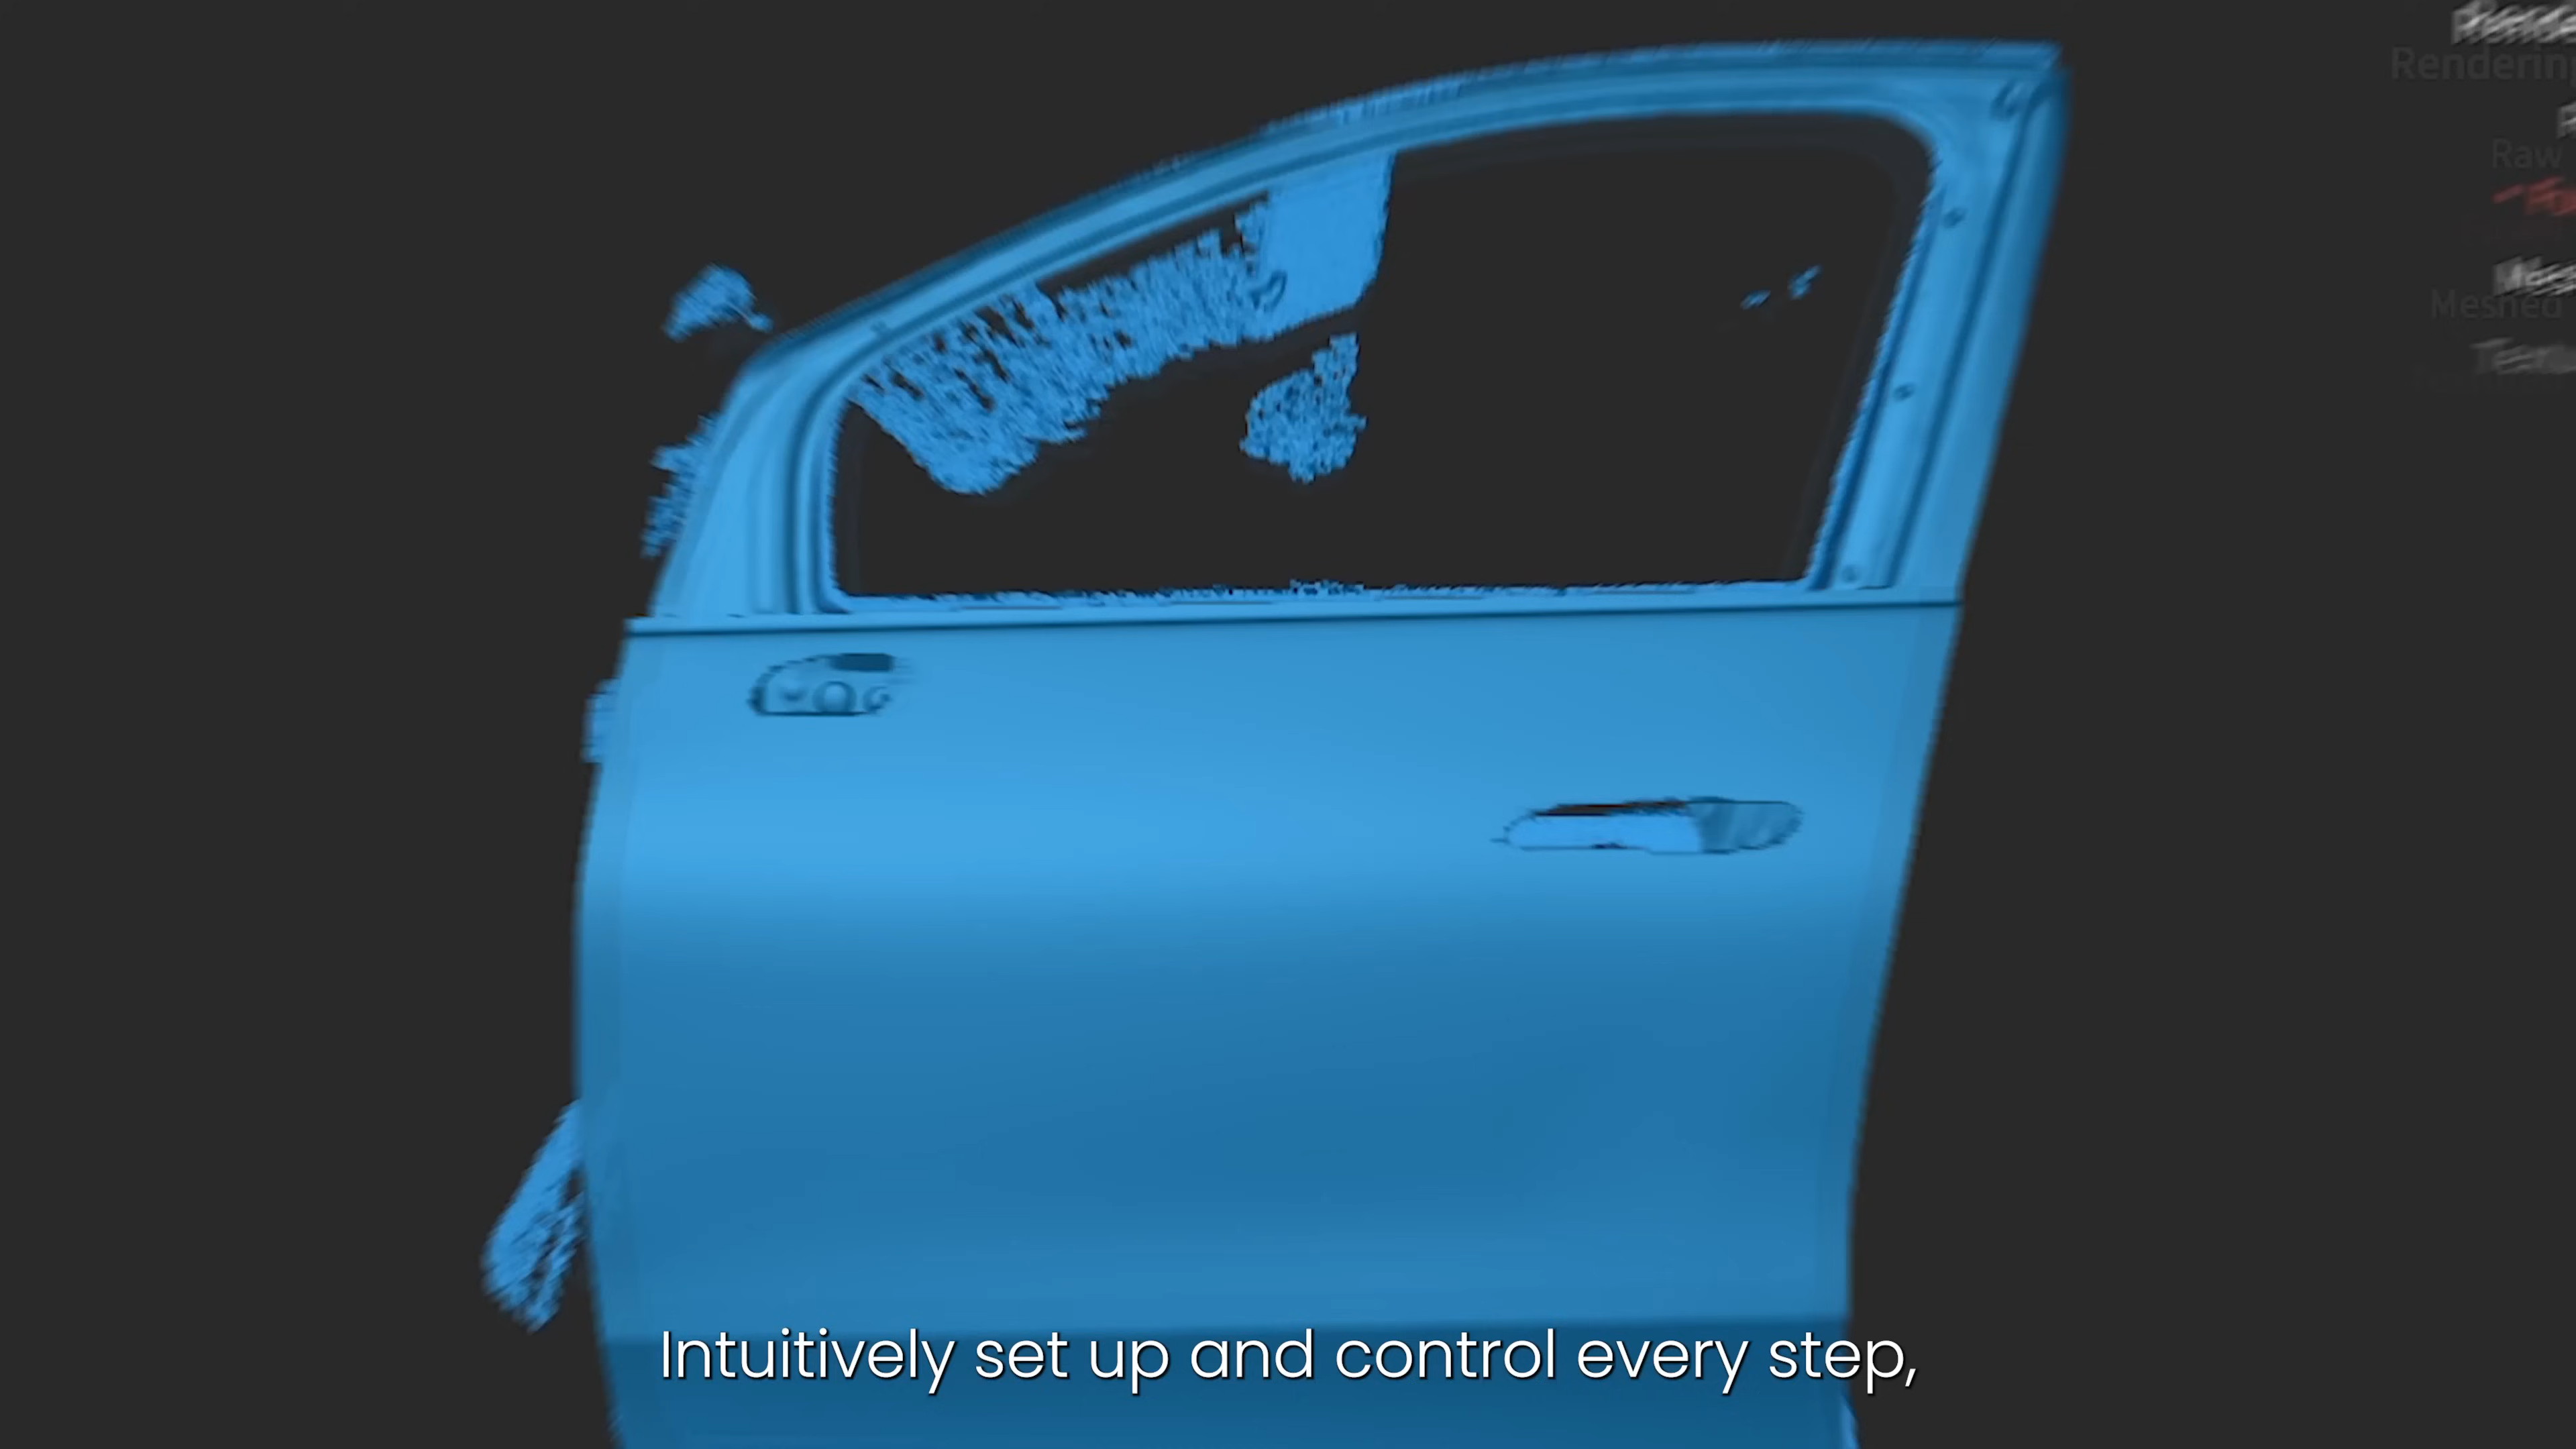 Rendering
Raw
Meshed
Intuitively set up and control every step,